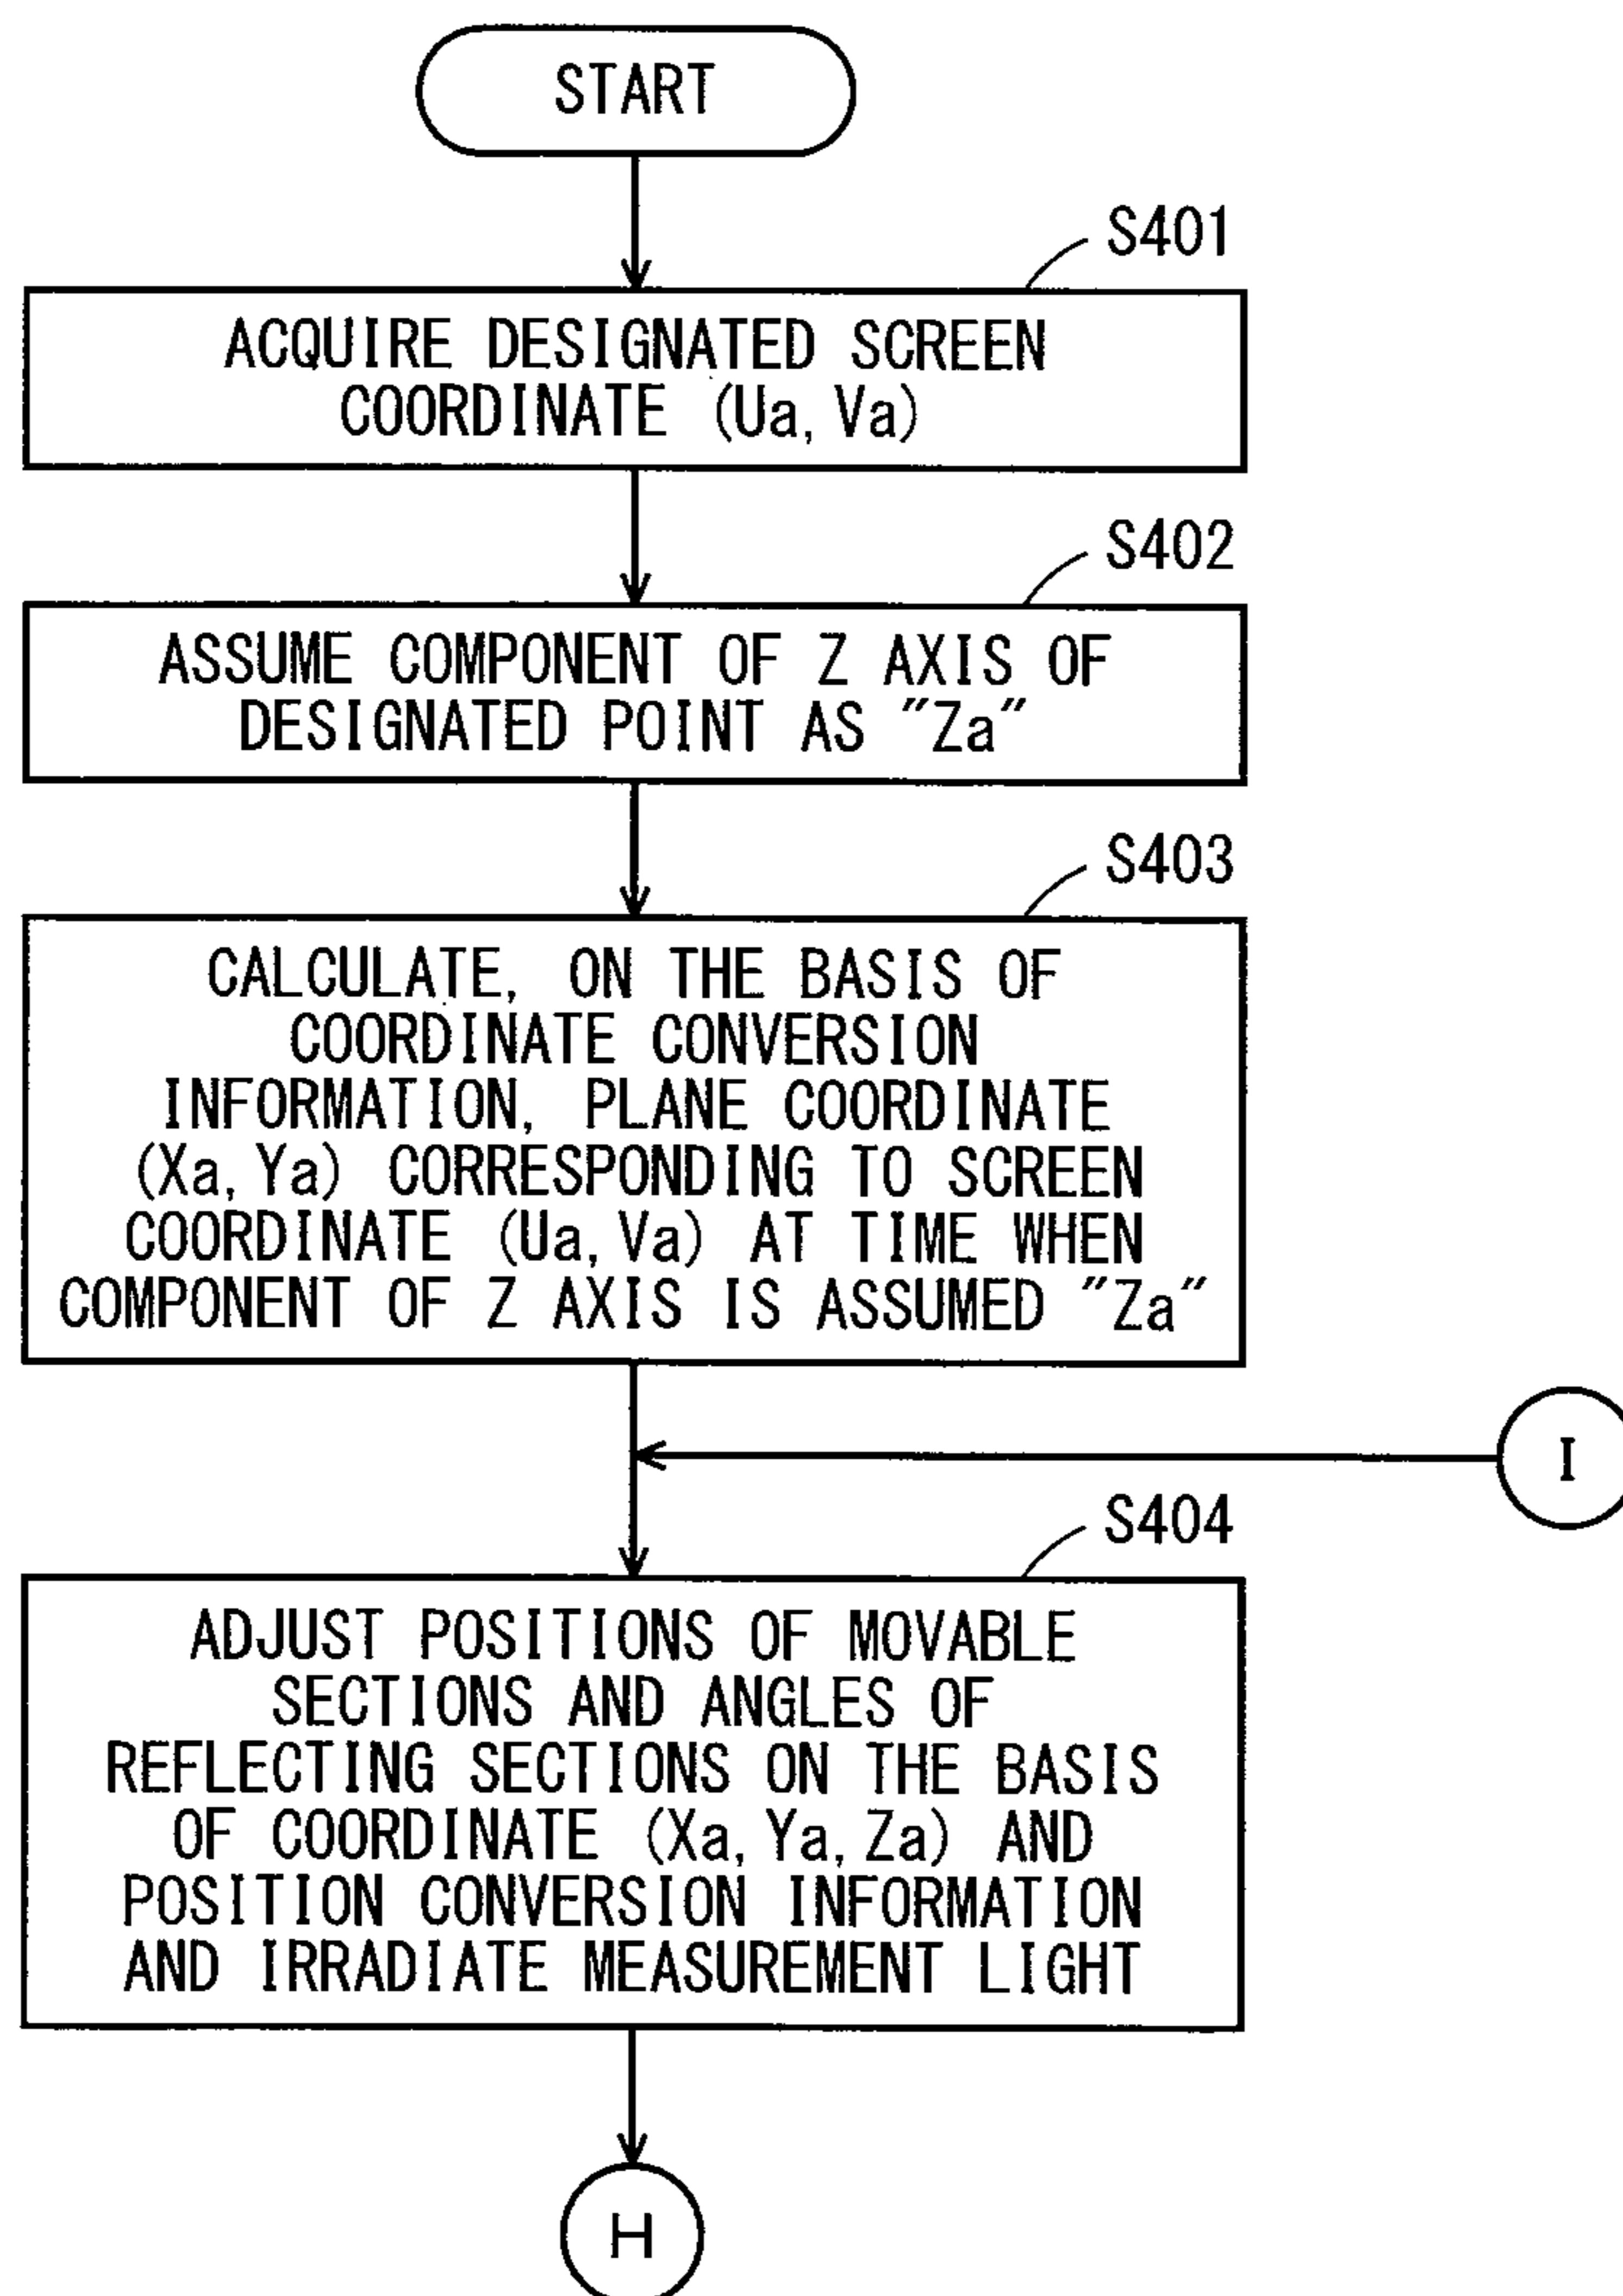 START
S401
ACQUIRE DESIGNATED SCREEN
COORDINATE (Ua, Va)
S402
ASSUME COMPONENT OF Z AXIS OF
DESIGNATED POINT AS "Za"
S403
CALCULATE, ON THE BASIS OF
COORDINATE CONVERSION
INFORMATION, PLANE COORDINATE
(Xa, Ya) CORRESPONDING TO SCREEN
COORDINATE (Ua, Va) AT TIME WHEN
COMPONENT OF Z AXIS IS ASSUMED "Za"
I
S404
ADJUST POSITIONS OF MOVABLE
SECTIONS AND ANGLES OF
REFLECTING SECTIONS ON THE BASIS
OF COORDINATE (Xa, Ya, Za) AND
POSITION CONVERSION INFORMATION
AND IRRADIATE MEASUREMENT LIGHT
H